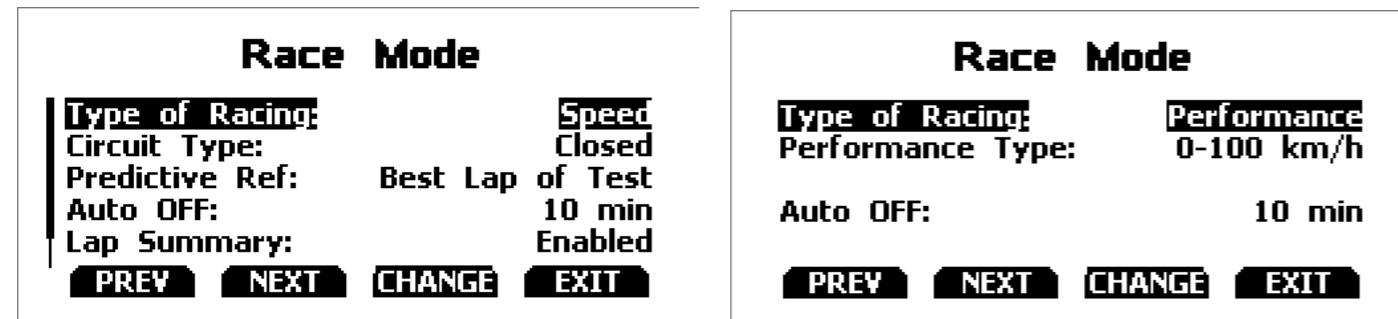 Race Mode
Type of Racing: Speed
Circuit Type: Closed
Predictive Ref: Best Lap of Test
Auto OFF: 10 min
Lap Summary: Enabled
PREV NEXT CHANGE EXIT
Race Mode
Type of Racing: Performance
Performance Type: 0-100 km/h
Auto OFF: 10 min
PREV NEXT CHANGE EXIT